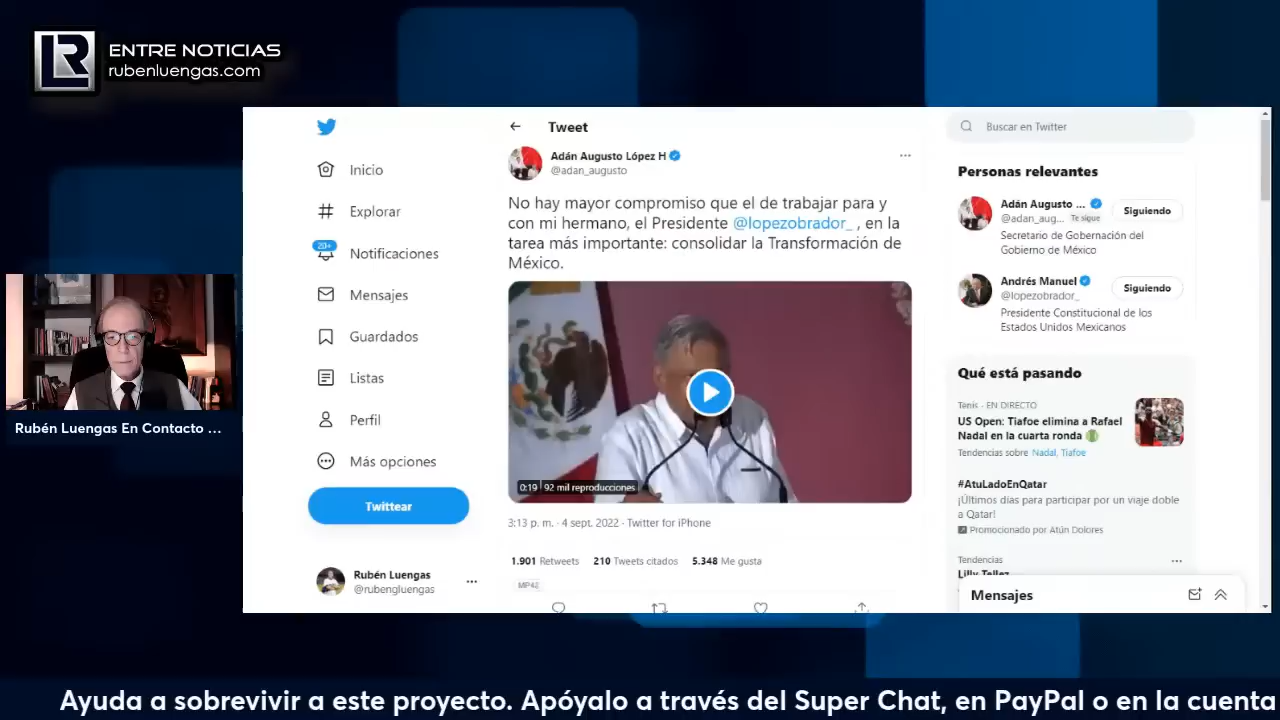 LR
ENTRE NOTICIAS
rubenluengas.com
Rubén Luengas En Contacto ...
Inicio
Explorar
20+
Notificaciones
Mensajes
Guardados
Listas
Perfil
Más opciones
Twittear
Rubén Luengas
@rubengluengas
Tweet
Adán Augusto López H
@adan_augusto
No hay mayor compromiso que el de trabajar para y
con mi hermano, el Presidente @lopezobrador_ , en la
tarea más importante: consolidar la Transformación de
México.
0:19 92 mil reproducciones
3:13 p. m. · 4 sept. 2022 · Twitter for iPhone
1.901 Retweets 210 Tweets citados 5.348 Me gusta
MP42
Buscar en Twitter
Personas relevantes
Adán Augusto ...
@adan_aug... Te sigue
Siguiendo
Secretario de Gobernación del
Gobierno de México
Andrés Manuel
@lopezobrador_
Siguiendo
Presidente Constitucional de los
Estados Unidos Mexicanos
Qué está pasando
Tenis · EN DIRECTO
US Open: Tiafoe elimina a Rafael
Nadal en la cuarta ronda
Tendencias sobre Nadal, Tiafoe
#AtuLadoEnQatar
¡Últimos días para participar por un viaje doble
a Qatar!
Promocionado por Atún Dolores
Tendencias
Lilly Tellez
Mensajes
Ayuda a sobrevivir a este proyecto. Apóyalo a través del Super Chat, en PayPal o en la cuenta